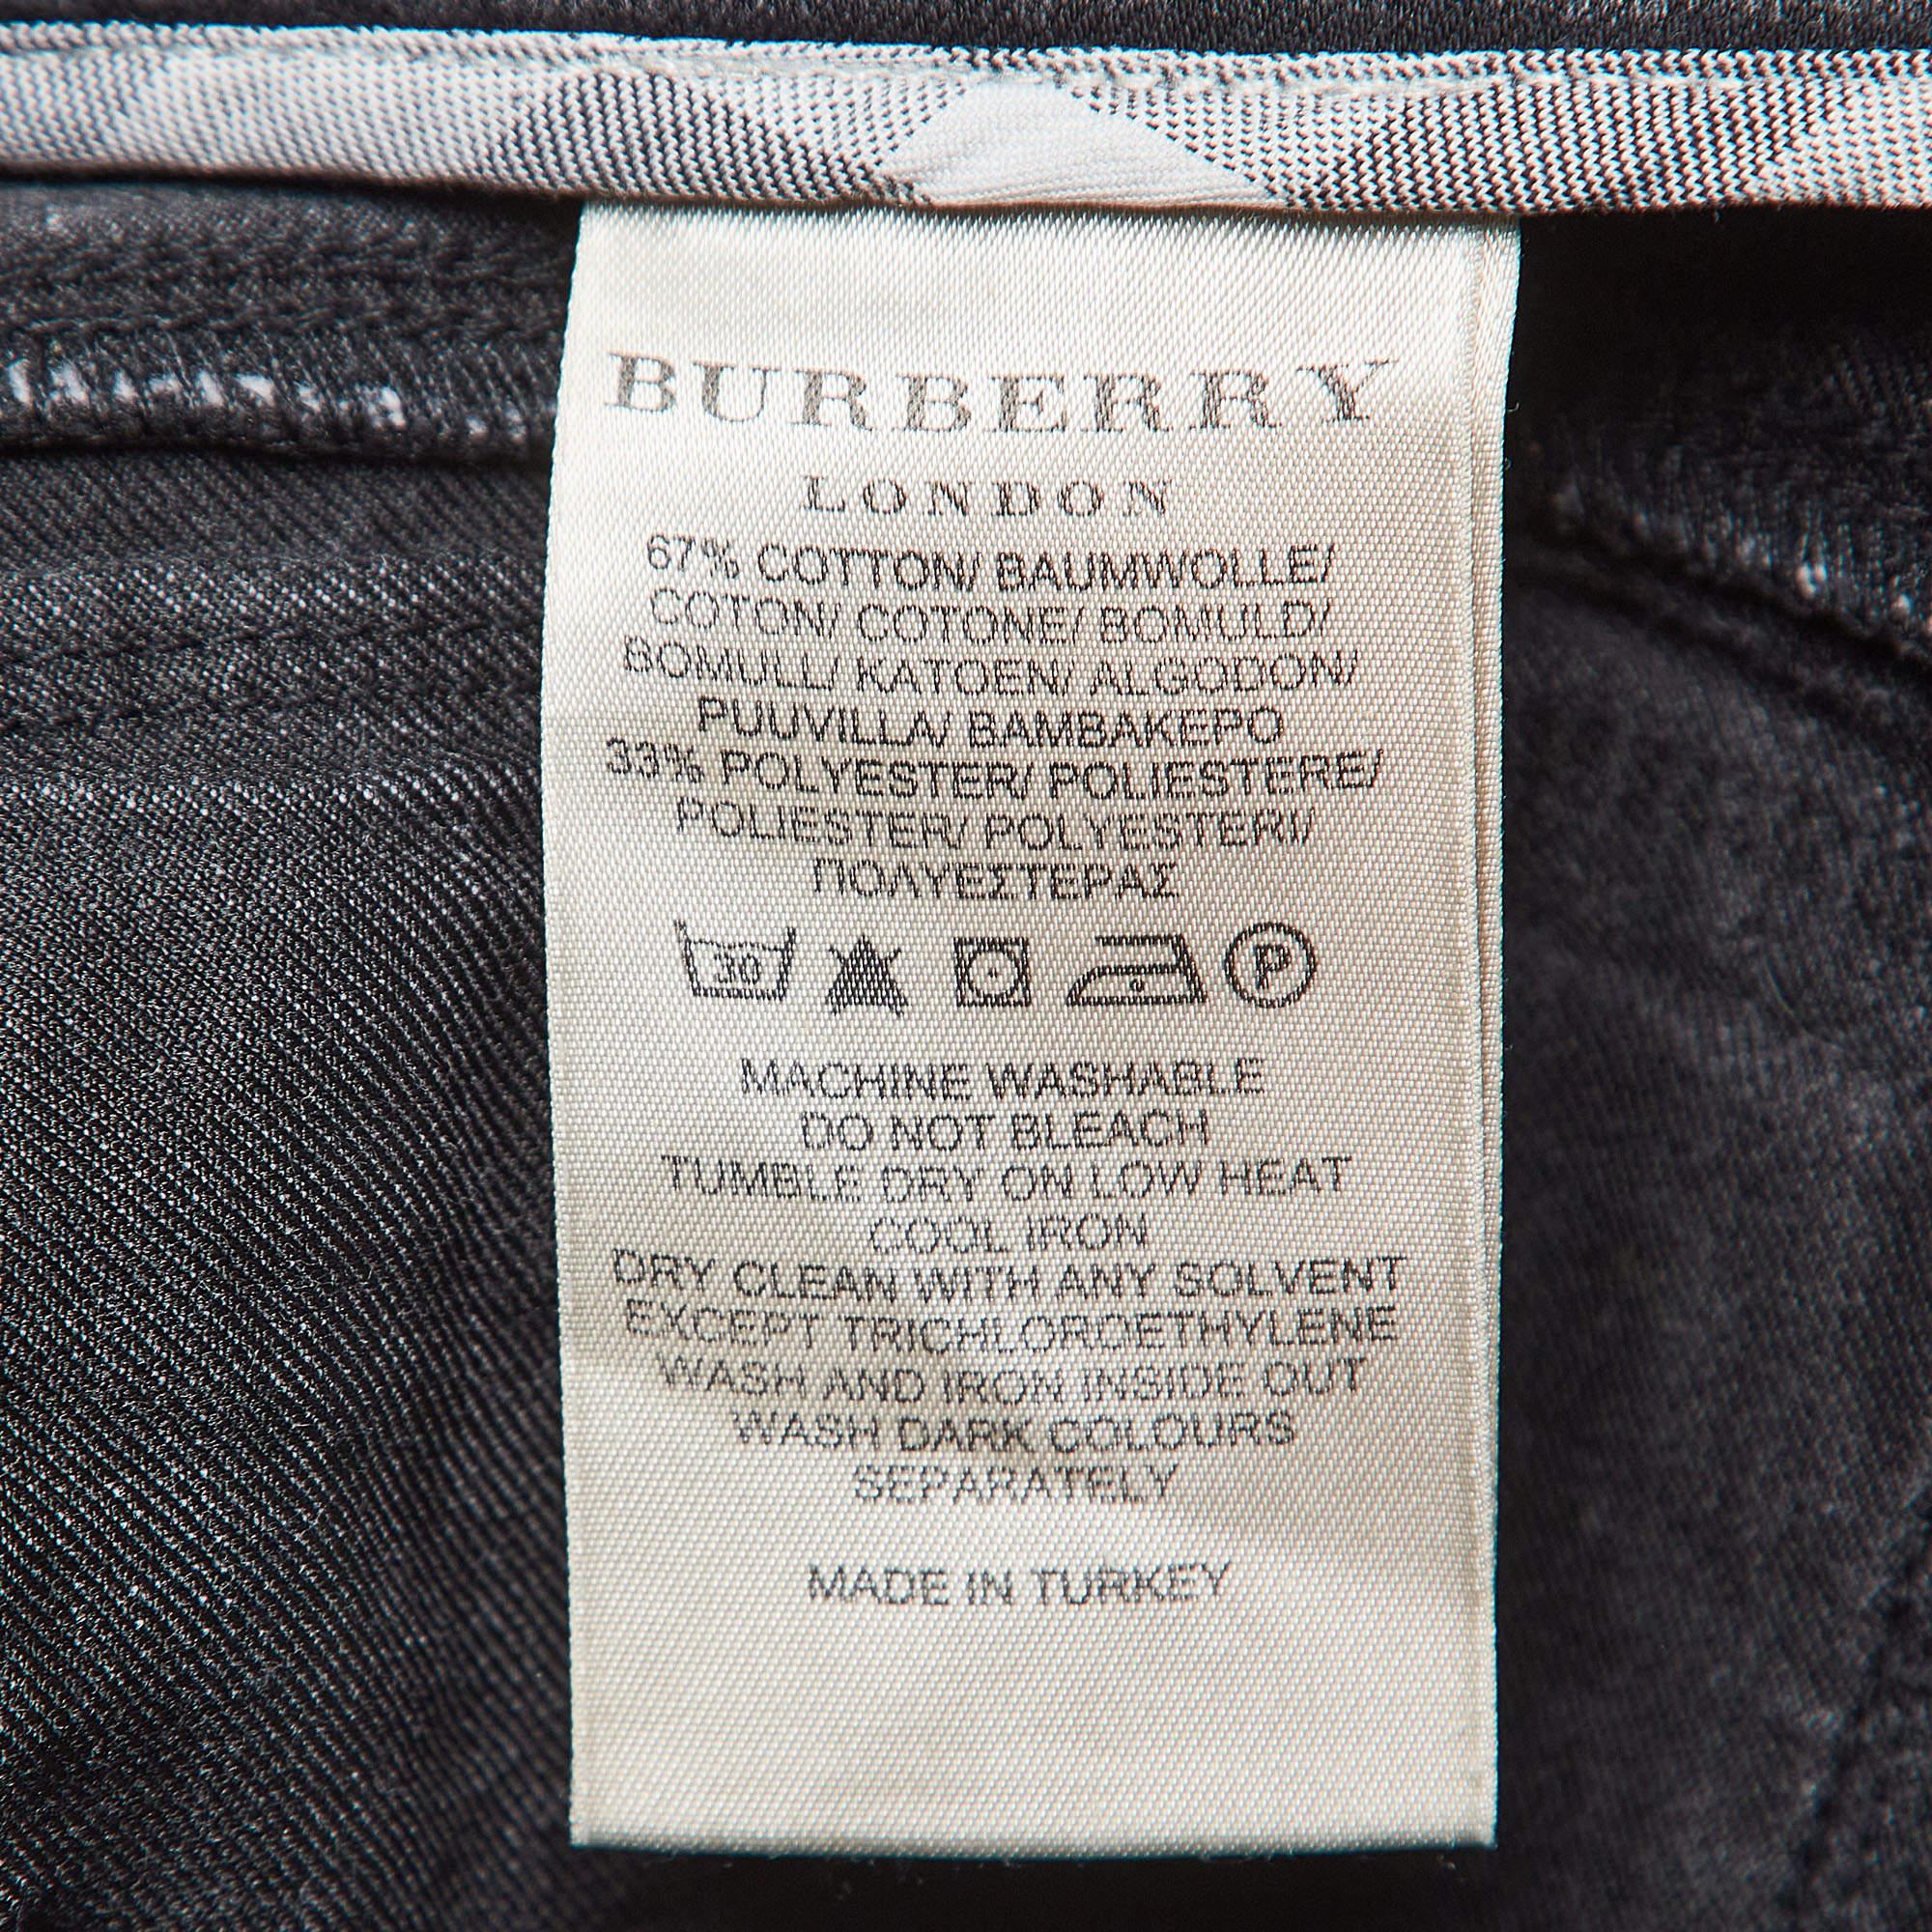 BURBERRY
LONDON
67% COTTON/ BAUMWOLLE/
COTON/ COTONE/ BOMULD/
BOMULL/ KATOEN/ ALGODON/
PUUVILLA/ BAMBAKEPO
33% POLYESTER/ POLIESTERE/
POLIESTER/ POLYESTERI/
ΠΟΛΥΕΣΤΕΡΑΣ
30 P
MACHINE WASHABLE
DO NOT BLEACH
TUMBLE DRY ON LOW HEAT
COOL IRON
DRY CLEAN WITH ANY SOLVENT
EXCEPT TRICHLOROETHYLENE
WASH AND IRON INSIDE OUT
WASH DARK COLOURS
SEPARATELY
MADE IN TURKEY